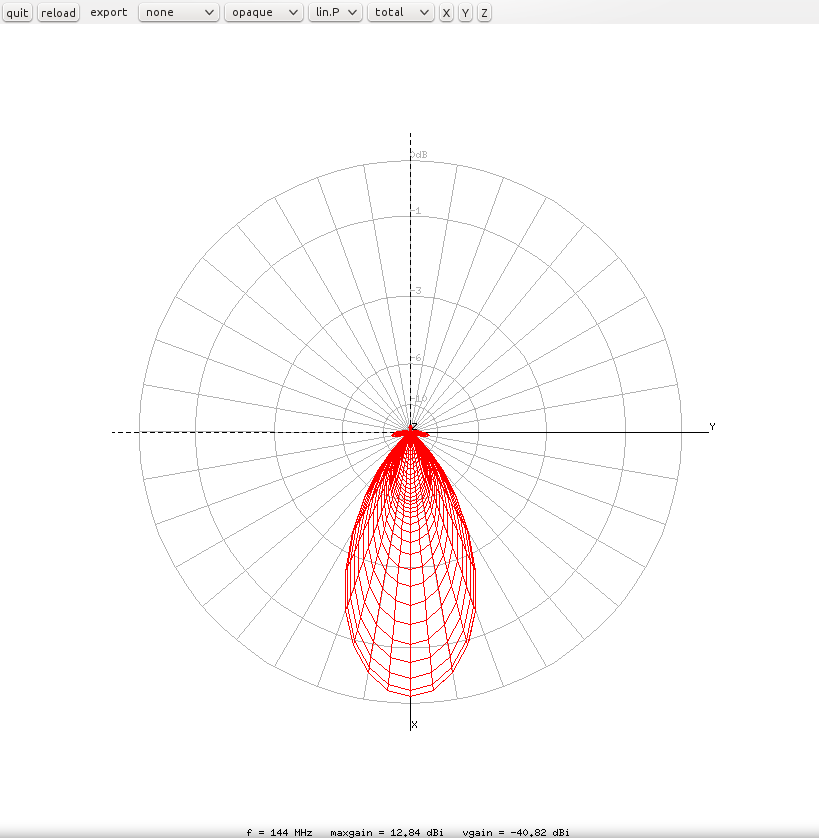 quit reload export none opaque lin.P total X Y Z
0dB
-1
-3
-6
-10
Z
Y
X
f = 144 MHz maxgain = 12.84 dBi vgain = -40.82 dBi